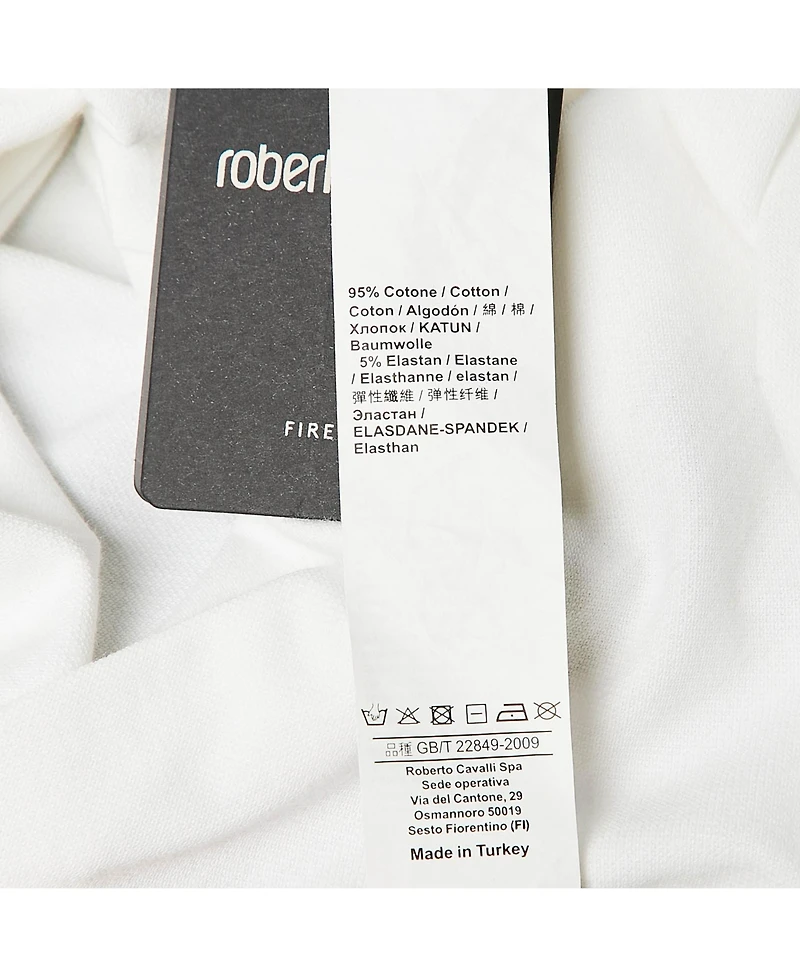 rober
FIRE
95% Cotone / Cotton /
Coton / Algodón / 綿 / 棉 /
Хлопок / KATUN /
Baumwolle
5% Elastan / Elastane
/ Elasthanne / elastan /
彈性纖維 / 弹性纤维 /
Эластан /
ELASDANE-SPANDEK /
Elasthan
品種 GB/T 22849-2009
Roberto Cavalli Spa
Sede operativa
Via del Cantone, 29
Osmannoro 50019
Sesto Fiorentino (FI)
Made in Turkey